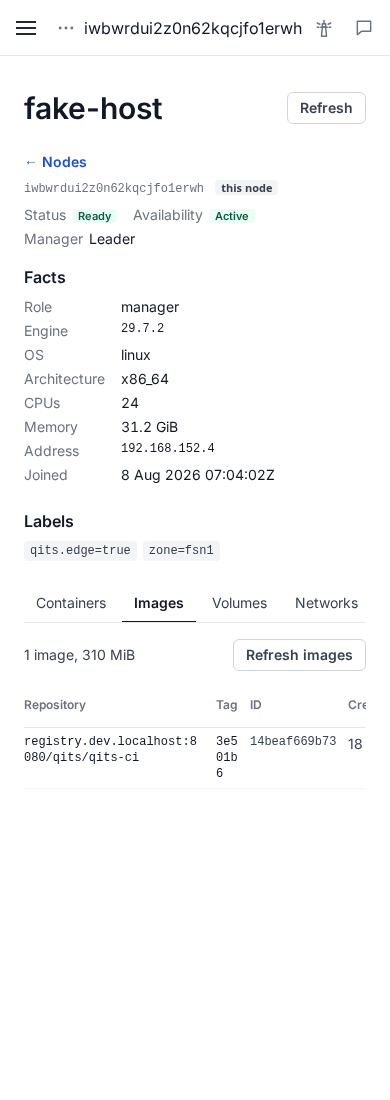 ... iwbwrdui2z0n62kqcjfo1erwh
fake-host
Refresh
← Nodes
iwbwrdui2z0n62kqcjfo1erwh this node
Status Ready Availability Active
Manager Leader
Facts
Role manager
Engine 29.7.2
OS linux
Architecture x86_64
CPUs 24
Memory 31.2 GiB
Address 192.168.152.4
Joined 8 Aug 2026 07:04:02Z
Labels
qits.edge=true zone=fsn1
Containers Images Volumes Networks
1 image, 310 MiB
Refresh images
Repository Tag ID Cre
registry.dev.localhost:8 3e5 14beaf669b73 18
080/qits/qits-ci 01b
6